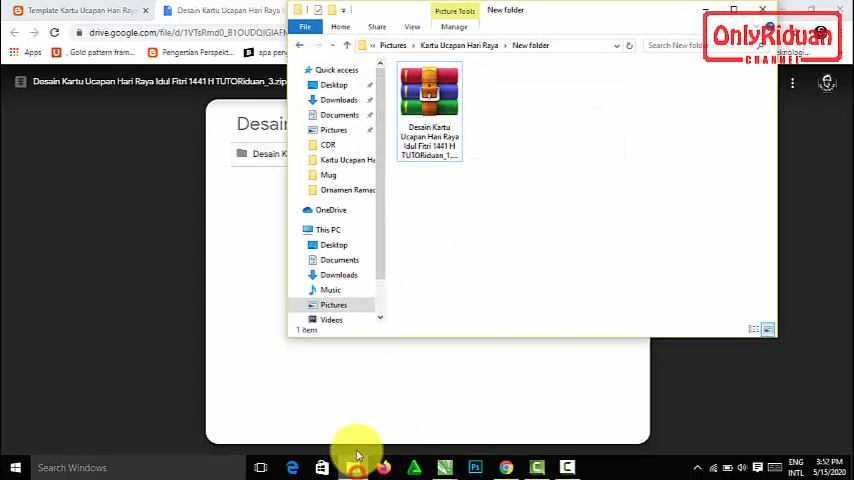 Template Kartu Ucapan Hari Ray
Desain Kartu Ucapan Hari Raya I
Picture Tools
New folder
OnlyRiduan
CHANNEL
drive.google.com/file/d/1VTsRmd0_B1OUDQIGIAF
File
Home
Share
View
Manage
Apps
Gold pattern fram...
Pengertian Perspekt...
apa peng
Pictures
Kartu Ucapan Hari Raya
New folder
Search New
Desain Kartu Ucapan Hari Raya Idul Fitri 1441 H TUTORiduan_3.zip
Quick access
Desktop
Downloads
Documents
Pictures
CDR
Kartu Ucapan Ha
Mug
Ornamen Ramac
OneDrive
This PC
Desktop
Documents
Downloads
Music
Pictures
Videos
1 item
Desain Kartu
Ucapan Hari Raya
Idul Fitri 1441 H
TUTORiduan_1....
Desain
Desain K
Search Windows
Ps
ENG
INTL
3:52 PM
5/15/2020